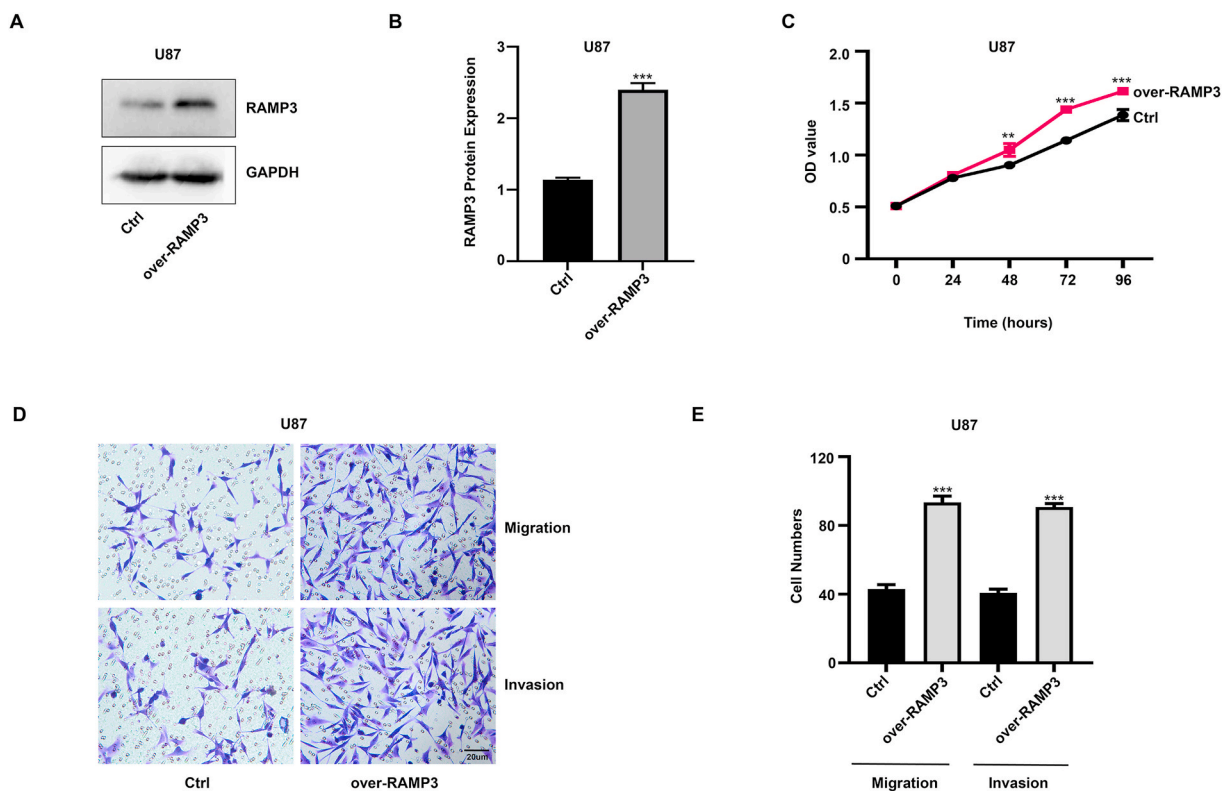 A
U87
RAMP3
GAPDH
Ctrl
over-RAMP3
B
U87
RAMP3 Protein Expression
3
2
1
0
***
Ctrl
over-RAMP3
C
U87
OD value
2.0
1.5
1.0
0.5
0.0
**
***
***
over-RAMP3
Ctrl
0 24 48 72 96
Time (hours)
D
U87
Migration
Invasion
20um
Ctrl over-RAMP3
E
U87
Cell Numbers
120
80
40
0
***
***
Ctrl
over-RAMP3
Ctrl
over-RAMP3
Migration Invasion